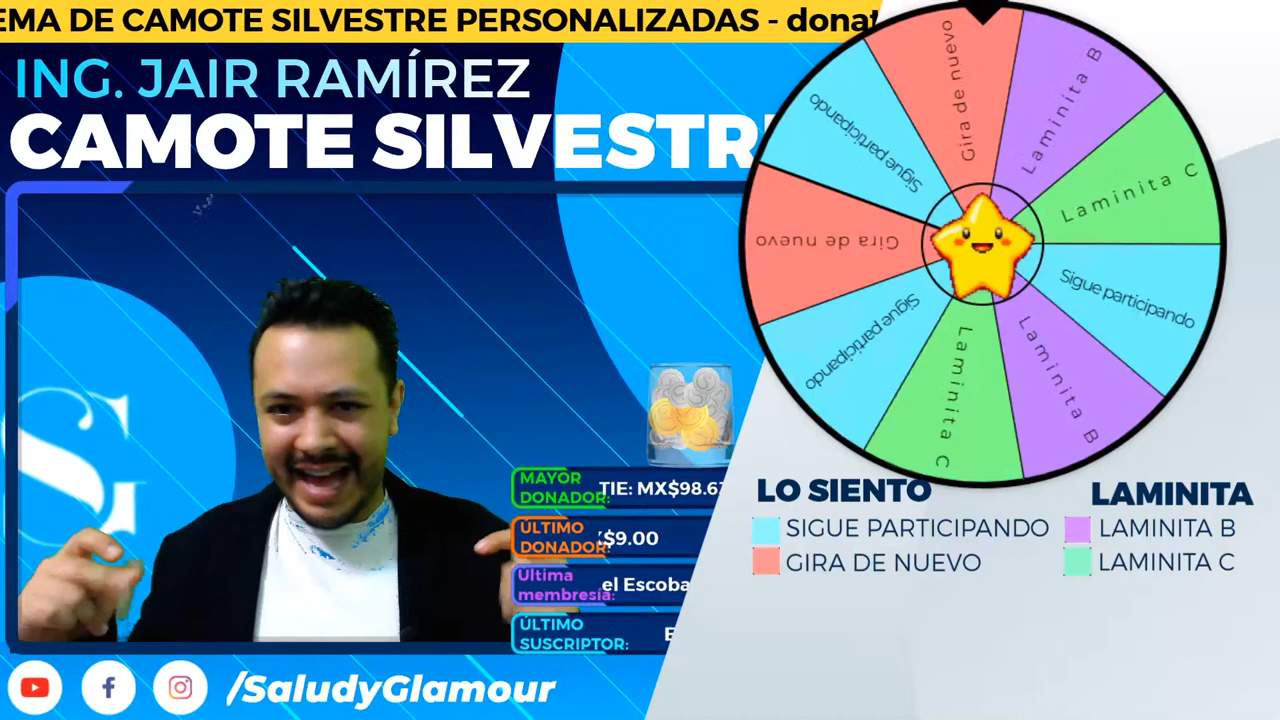 EMA DE CAMOTE SILVESTRE PERSONALIZADAS - donat
ING. JAIR RAMÍREZ
CAMOTE SILVESTR
S
MAYOR
DONADOR:
TIE: MX$98.63
ÚLTIMO
DONADOR:
$9.00
Última
membresía:
el Escoba
ÚLTIMO
SUSCRIPTOR:
E
/SaludyGlamour
Gira de nuevo
Laminita B
Laminita C
Sigue participando
Laminita B
Laminita C
Sigue participando
Gira de nuevo
Sigue participando
LO SIENTO
SIGUE PARTICIPANDO
GIRA DE NUEVO
LAMINITA
LAMINITA B
LAMINITA C